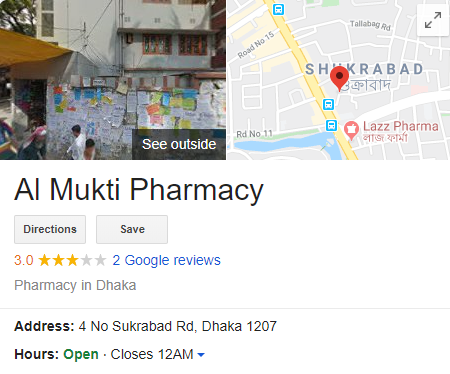 See outside
Tallabag Rd
Road No 15
SHUKRABAD
শুক্রাবাদ
Rd No 11
Lazz Pharma
লাজ ফার্মা
Al Mukti Pharmacy
Directions
Save
3.0 2 Google reviews
Pharmacy in Dhaka
Address: 4 No Sukrabad Rd, Dhaka 1207
Hours: Open · Closes 12AM